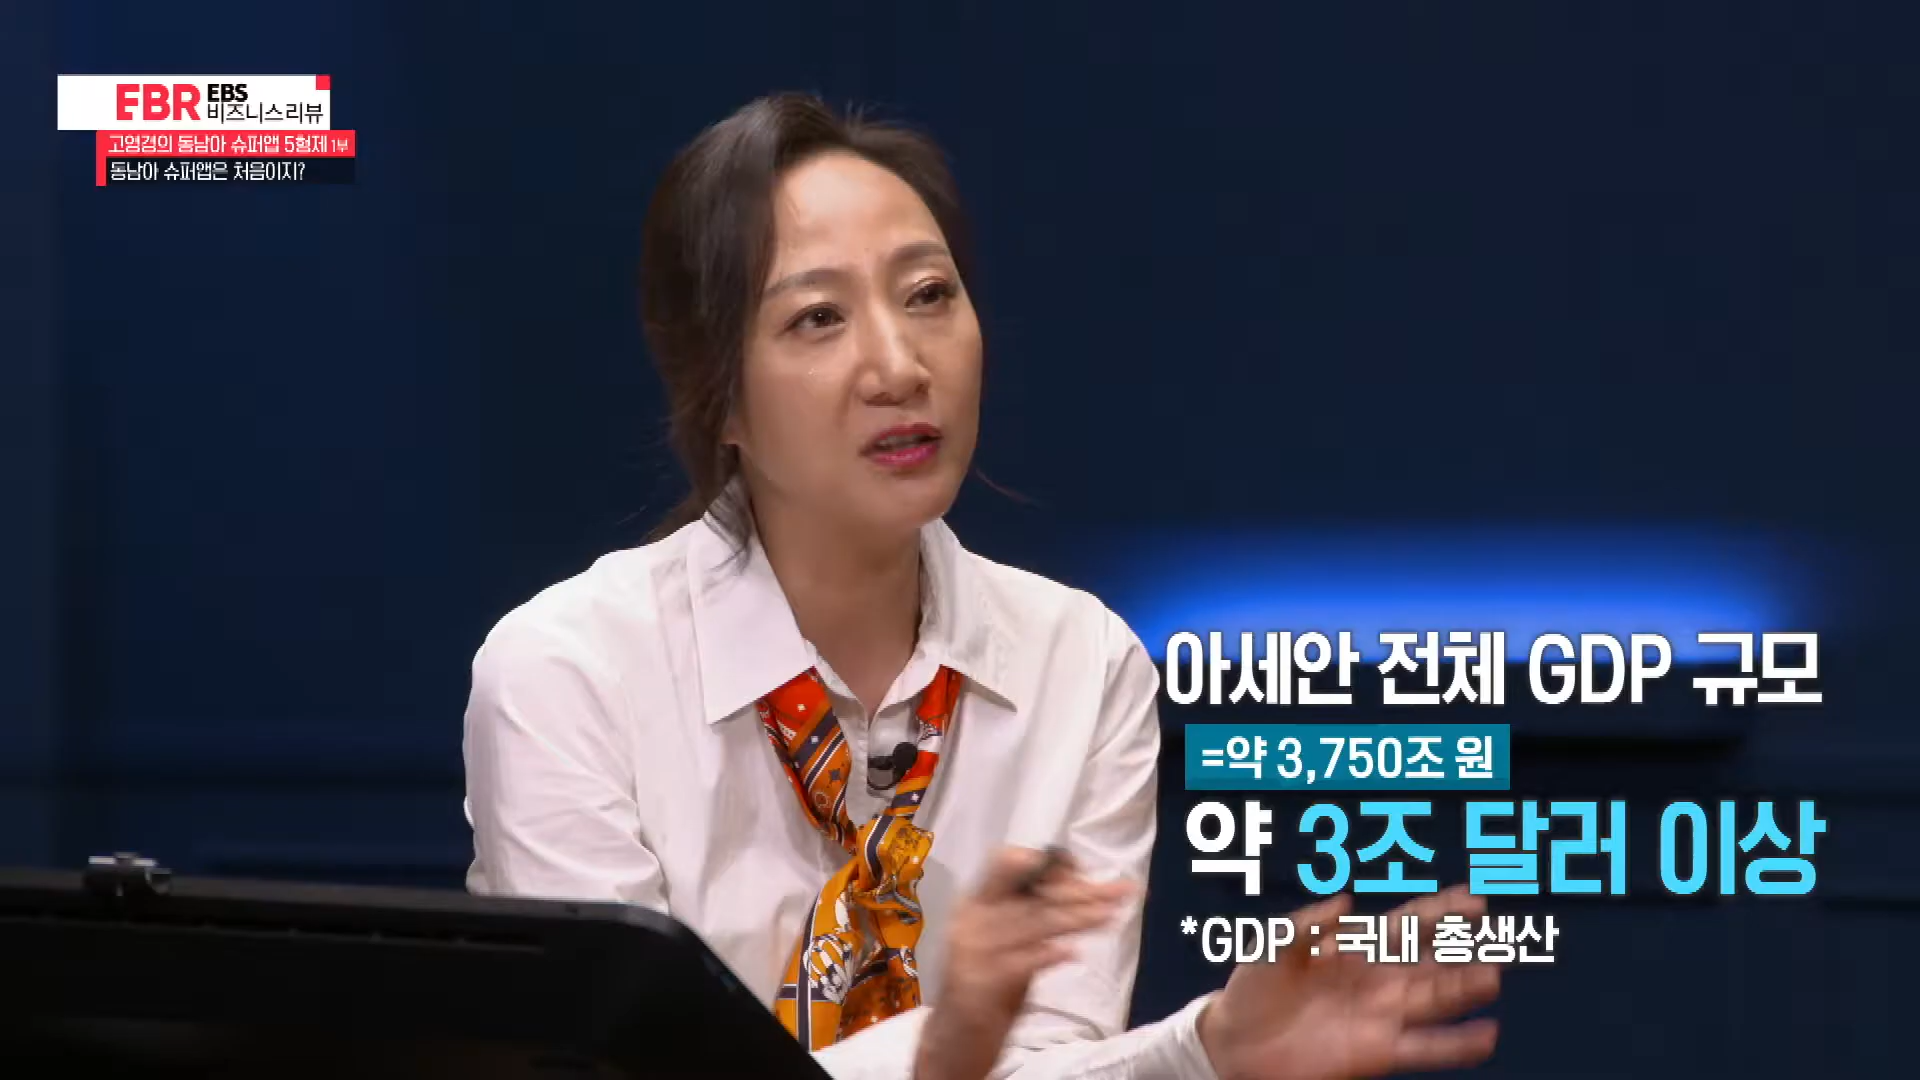 EBR EBS
비즈니스리뷰
고영경의 동남아 슈퍼앱 5형제 1부
동남아 슈퍼앱은 처음이지?
아세안 전체 GDP 규모
=약 3,750조 원
약 3조 달러 이상
*GDP : 국내 총생산